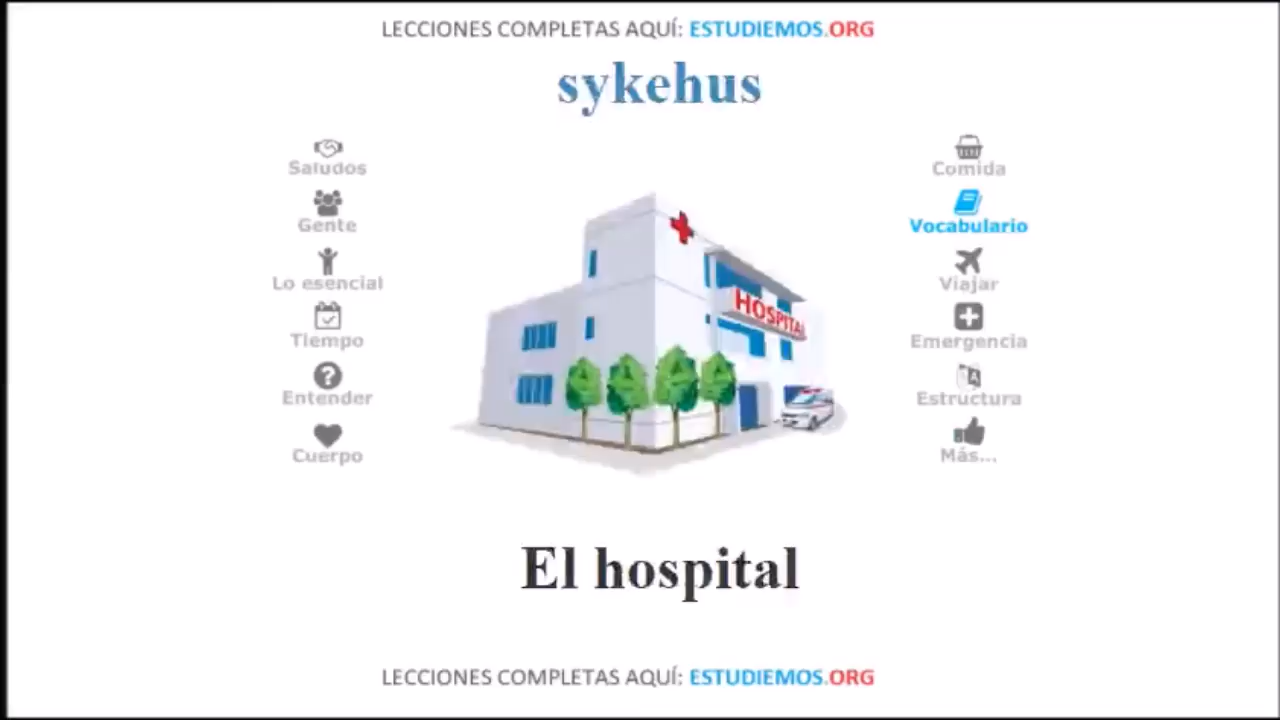 LECCIONES COMPLETAS AQUÍ: ESTUDIEMOS.ORG
sykehus
Saludos
Gente
Lo esencial
Tiempo
Entender
Cuerpo
HOSPITAL
Comida
Vocabulario
Viajar
Emergencia
Estructura
Más...
El hospital
LECCIONES COMPLETAS AQUÍ: ESTUDIEMOS.ORG